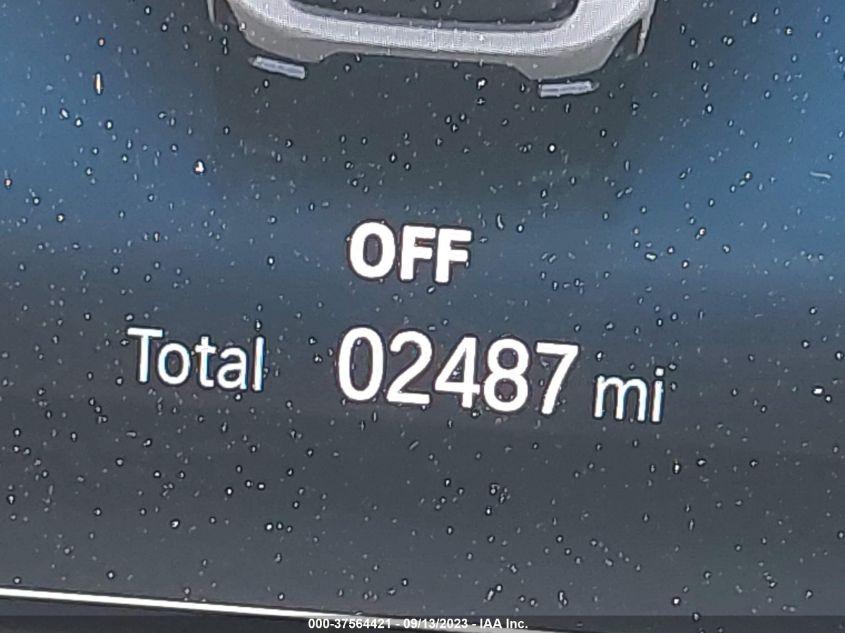 OFF
Total 02487 mi
000-37564421 - 09/13/2023 - IAA Inc.